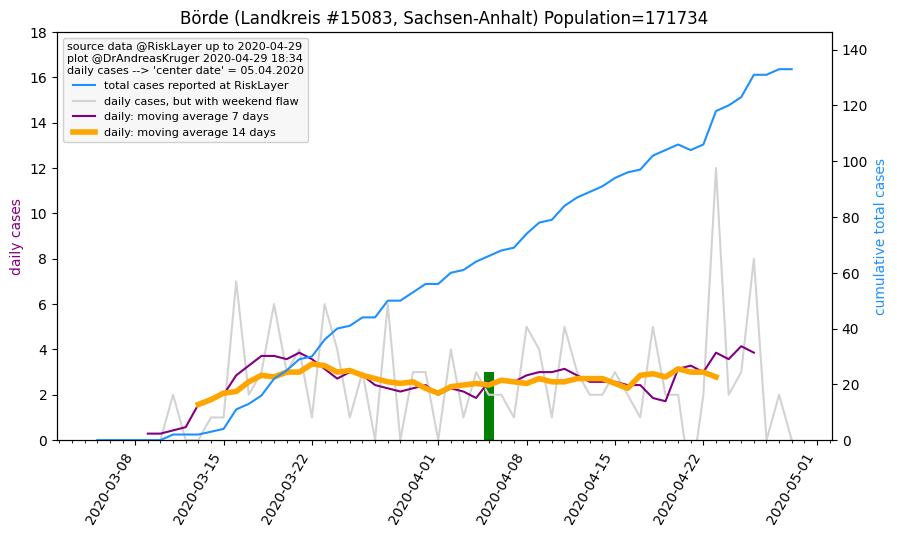 Börde (Landkreis #15083, Sachsen-Anhalt) Population=171734
source data @RiskLayer up to 2020-04-29
plot @DrAndreasKruger 2020-04-29 18:34
daily cases --> 'center date' = 05.04.2020
total cases reported at RiskLayer
daily cases, but with weekend flaw
daily: moving average 7 days
daily: moving average 14 days
daily cases
18
16
14
12
10
8
6
4
2
0
cumulative total cases
140
120
100
80
60
40
20
0
2020-03-08
2020-03-15
2020-03-22
2020-04-01
2020-04-08
2020-04-15
2020-04-22
2020-05-01